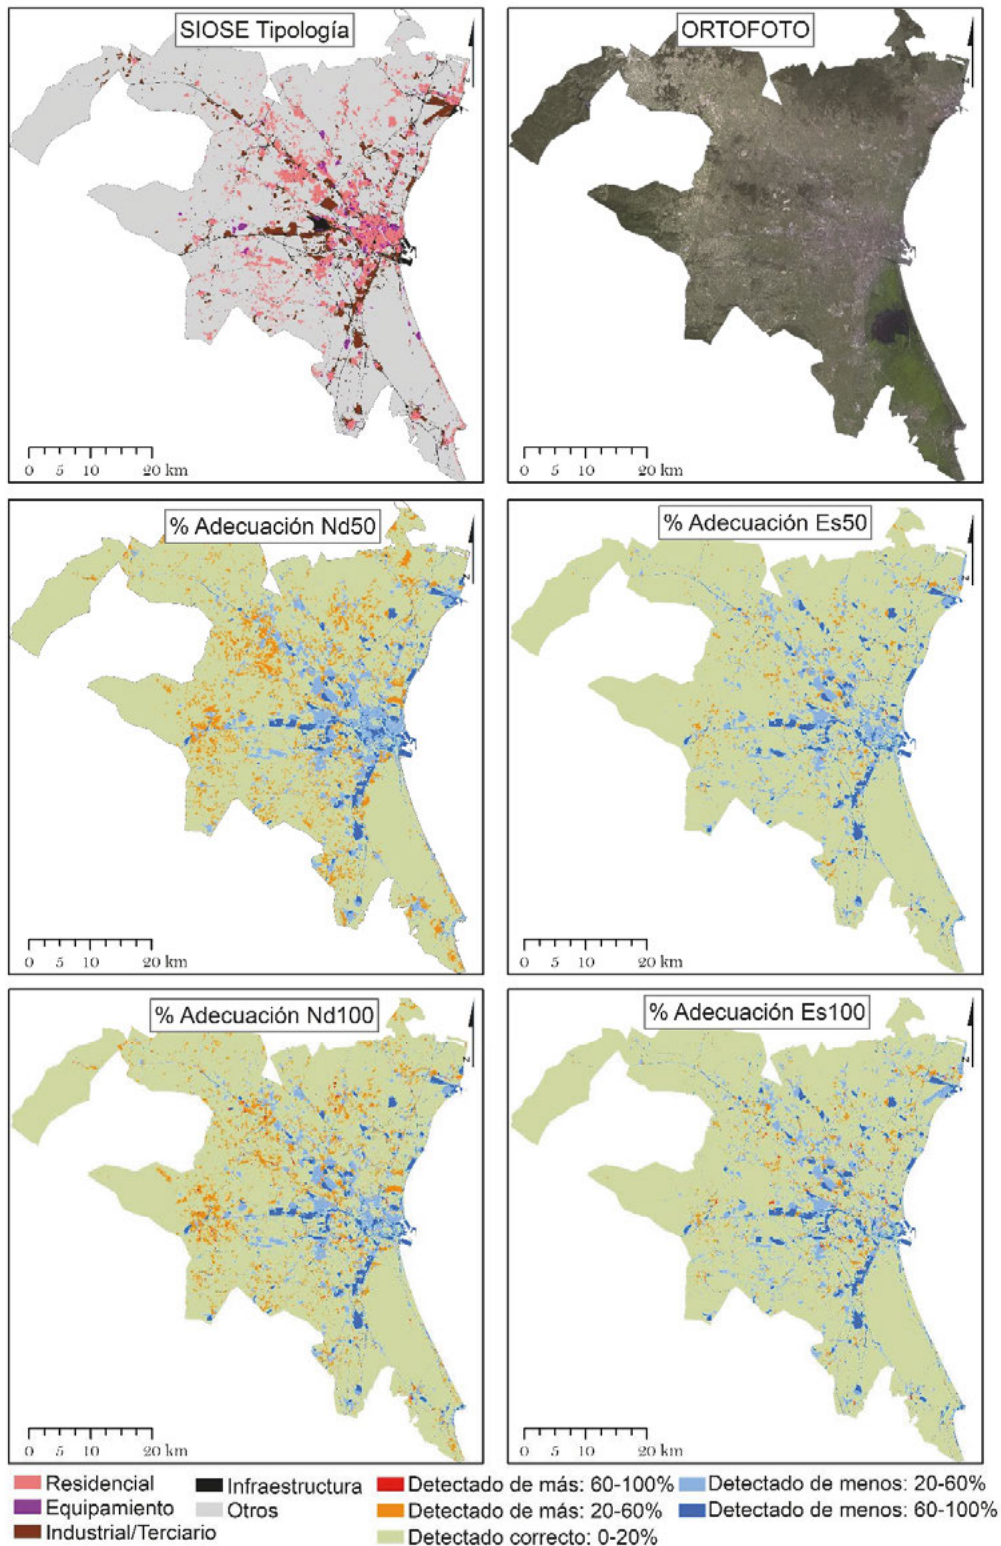 SIOSE Tipología
ORTOFOTO
N
N
0 5 10 20 km
0 5 10 20 km
% Adecuación Nd50
% Adecuación Es50
N
N
0 5 10 20 km
0 5 10 20 km
% Adecuación Nd100
% Adecuación Es100
N
N
0 5 10 20 km
0 5 10 20 km
Residencial
Equipamiento
Industrial/Terciario
Infraestructura
Otros
Detectado de más: 60-100%
Detectado de más: 20-60%
Detectado correcto: 0-20%
Detectado de menos: 20-60%
Detectado de menos: 60-100%